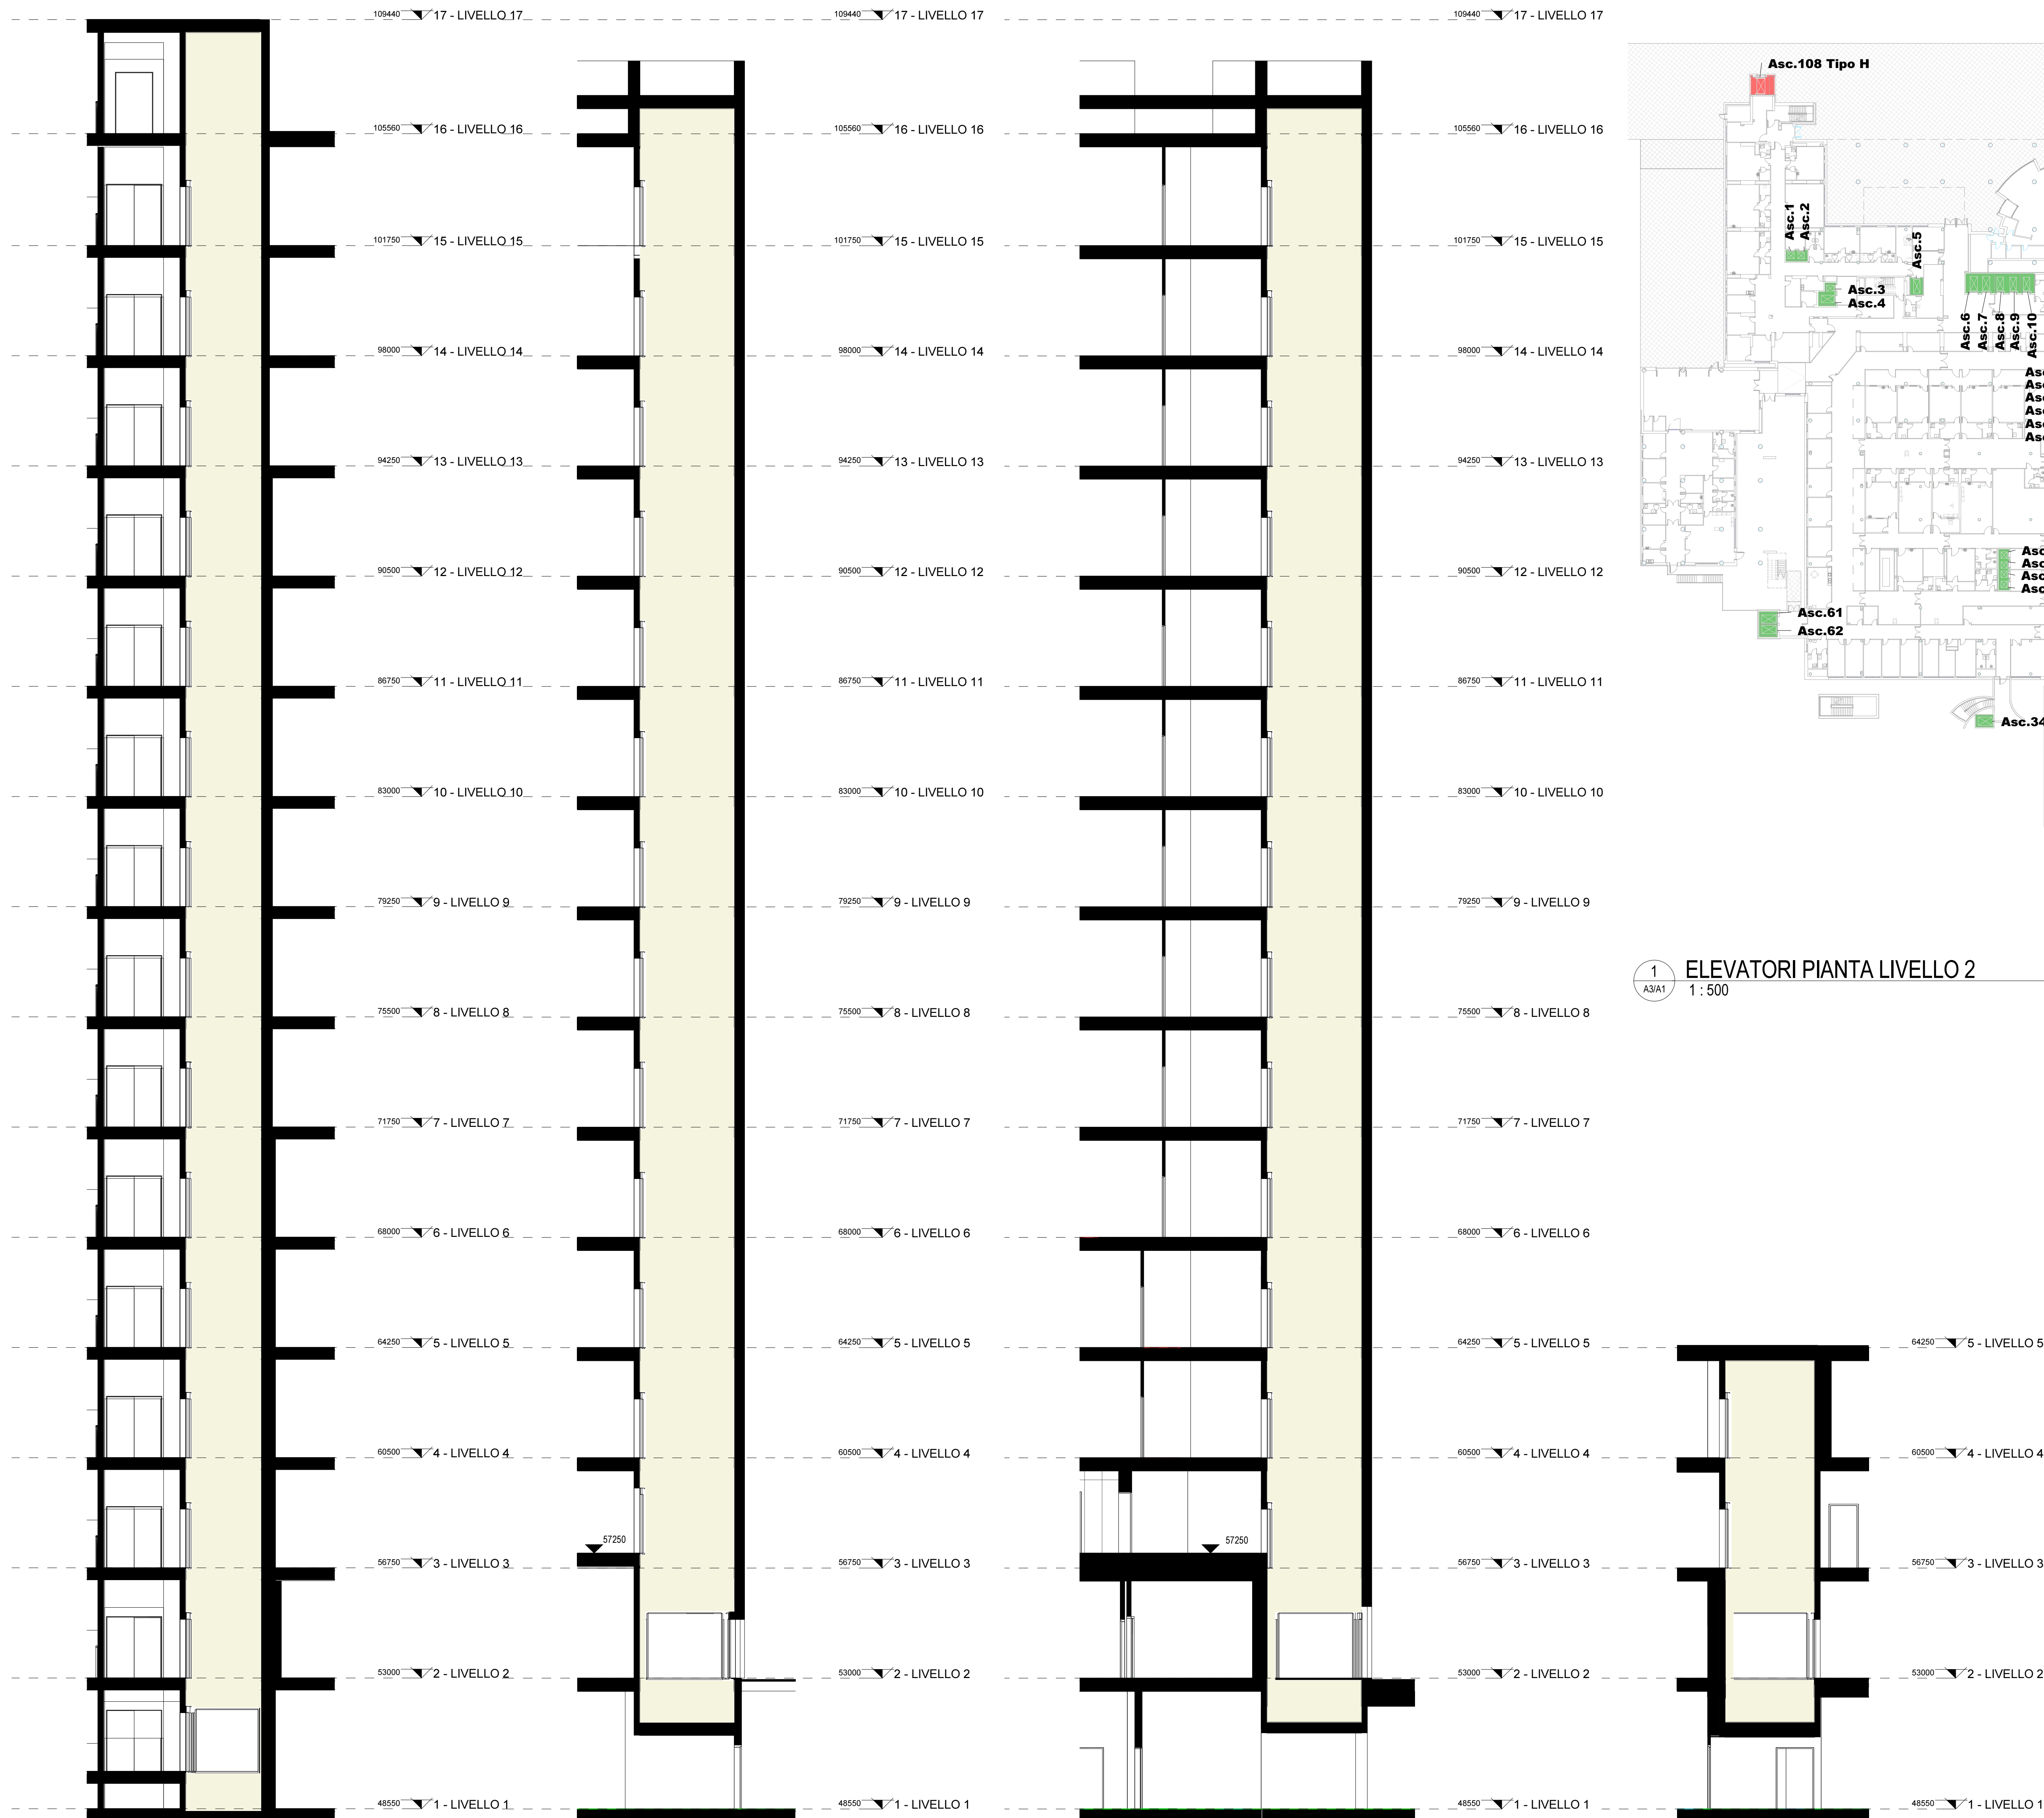 109440 17 - LIVELLO 17
105560 16 - LIVELLO 16
101750 15 - LIVELLO 15
98000 14 - LIVELLO 14
94250 13 - LIVELLO 13
90500 12 - LIVELLO 12
86750 11 - LIVELLO 11
83000 10 - LIVELLO 10
79250 9 - LIVELLO 9
75500 8 - LIVELLO 8
71750 7 - LIVELLO 7
68000 6 - LIVELLO 6
64250 5 - LIVELLO 5
60500 4 - LIVELLO 4
56750 3 - LIVELLO 3
53000 2 - LIVELLO 2
48550 1 - LIVELLO 1
109440 17 - LIVELLO 17
105560 16 - LIVELLO 16
101750 15 - LIVELLO 15
98000 14 - LIVELLO 14
94250 13 - LIVELLO 13
90500 12 - LIVELLO 12
86750 11 - LIVELLO 11
83000 10 - LIVELLO 10
79250 9 - LIVELLO 9
75500 8 - LIVELLO 8
71750 7 - LIVELLO 7
68000 6 - LIVELLO 6
64250 5 - LIVELLO 5
60500 4 - LIVELLO 4
57250
56750 3 - LIVELLO 3
53000 2 - LIVELLO 2
48550 1 - LIVELLO 1
109440 17 - LIVELLO 17
105560 16 - LIVELLO 16
101750 15 - LIVELLO 15
98000 14 - LIVELLO 14
94250 13 - LIVELLO 13
90500 12 - LIVELLO 12
86750 11 - LIVELLO 11
83000 10 - LIVELLO 10
79250 9 - LIVELLO 9
75500 8 - LIVELLO 8
71750 7 - LIVELLO 7
68000 6 - LIVELLO 6
64250 5 - LIVELLO 5
60500 4 - LIVELLO 4
57250
56750 3 - LIVELLO 3
53000 2 - LIVELLO 2
48550 1 - LIVELLO 1
Asc.108 Tipo H
Asc.1
Asc.2
Asc.5
Asc.3
Asc.4
Asc.6
Asc.7
Asc.8
Asc.9
Asc.10
Asc
Asc
Asc
Asc
Asc
Asc
Asc
Asc
Asc
Asc
Asc.61
Asc.62
Asc.34
1
A3/A1
ELEVATORI PIANTA LIVELLO 2
1 : 500
64250 5 - LIVELLO 5
60500 4 - LIVELLO 4
56750 3 - LIVELLO 3
53000 2 - LIVELLO 2
48550 1 - LIVELLO 1